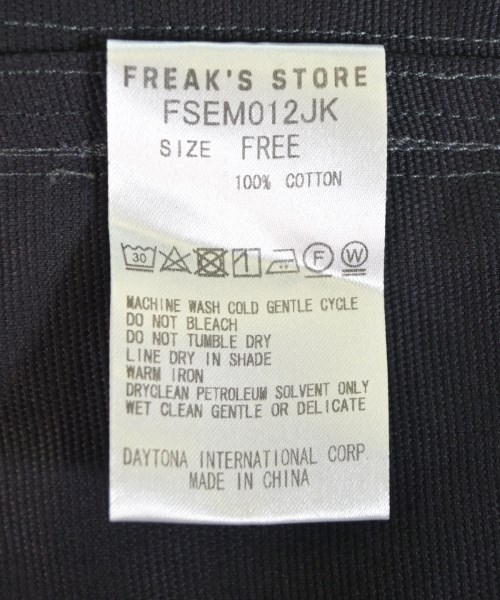 FREAK'S STORE
FSEM012JK
SIZE FREE
100% COTTON
30 F W
MACHINE WASH COLD GENTLE CYCLE
DO NOT BLEACH
DO NOT TUMBLE DRY
LINE DRY IN SHADE
WARM IRON
DRYCLEAN PETROLEUM SOLVENT ONLY
WET CLEAN GENTLE OR DELICATE
DAYTONA INTERNATIONAL CORP.
MADE IN CHINA